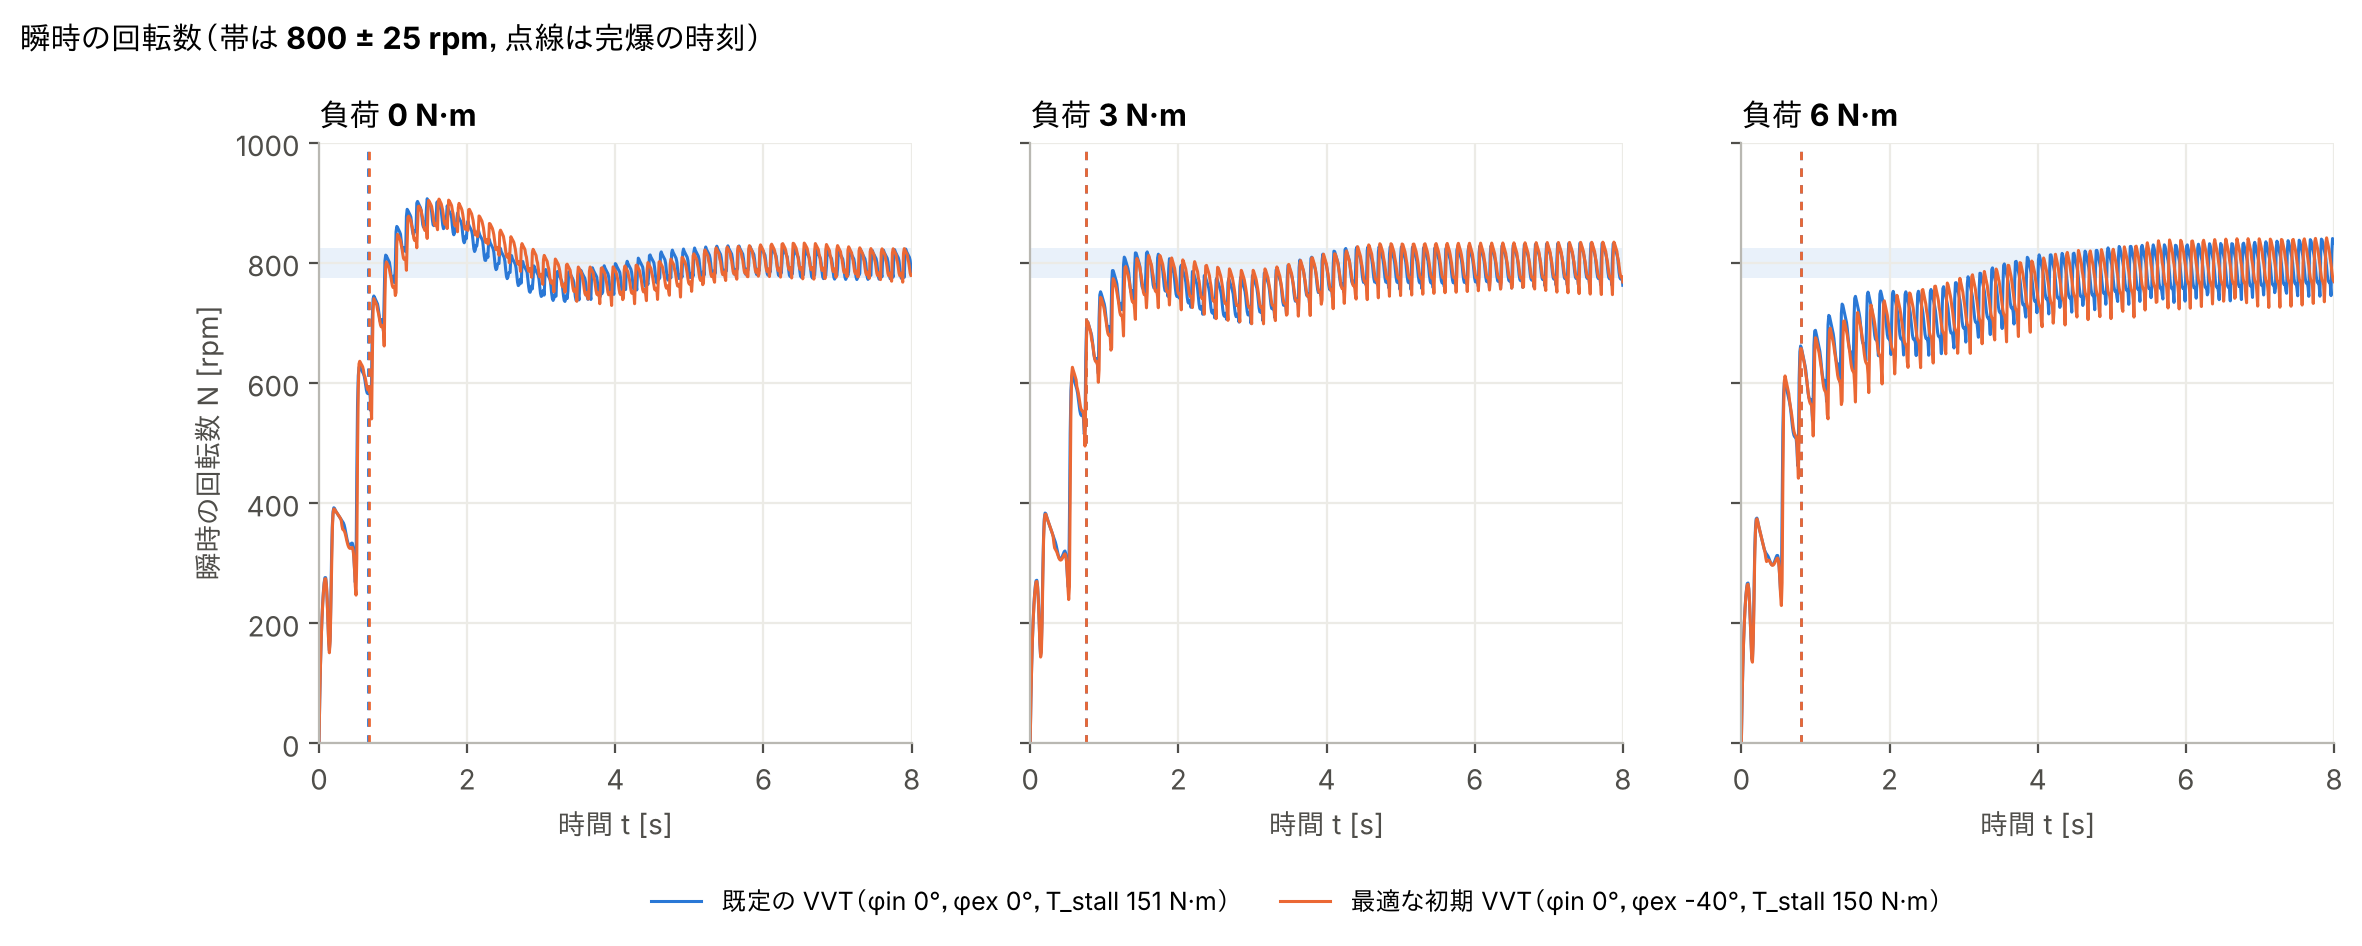 瞬時の回転数（帯は 800 ± 25 rpm, 点線は完爆の時刻）
負荷 0 N·m
負荷 3 N·m
負荷 6 N·m
瞬時の回転数 N [rpm]
1000
800
600
400
200
0
0 2 4 6 8
0 2 4 6 8
0 2 4 6 8
時間 t [s]
時間 t [s]
時間 t [s]
既定の VVT（φin 0°, φex 0°, T_stall 151 N·m）
最適な初期 VVT（φin 0°, φex -40°, T_stall 150 N·m）